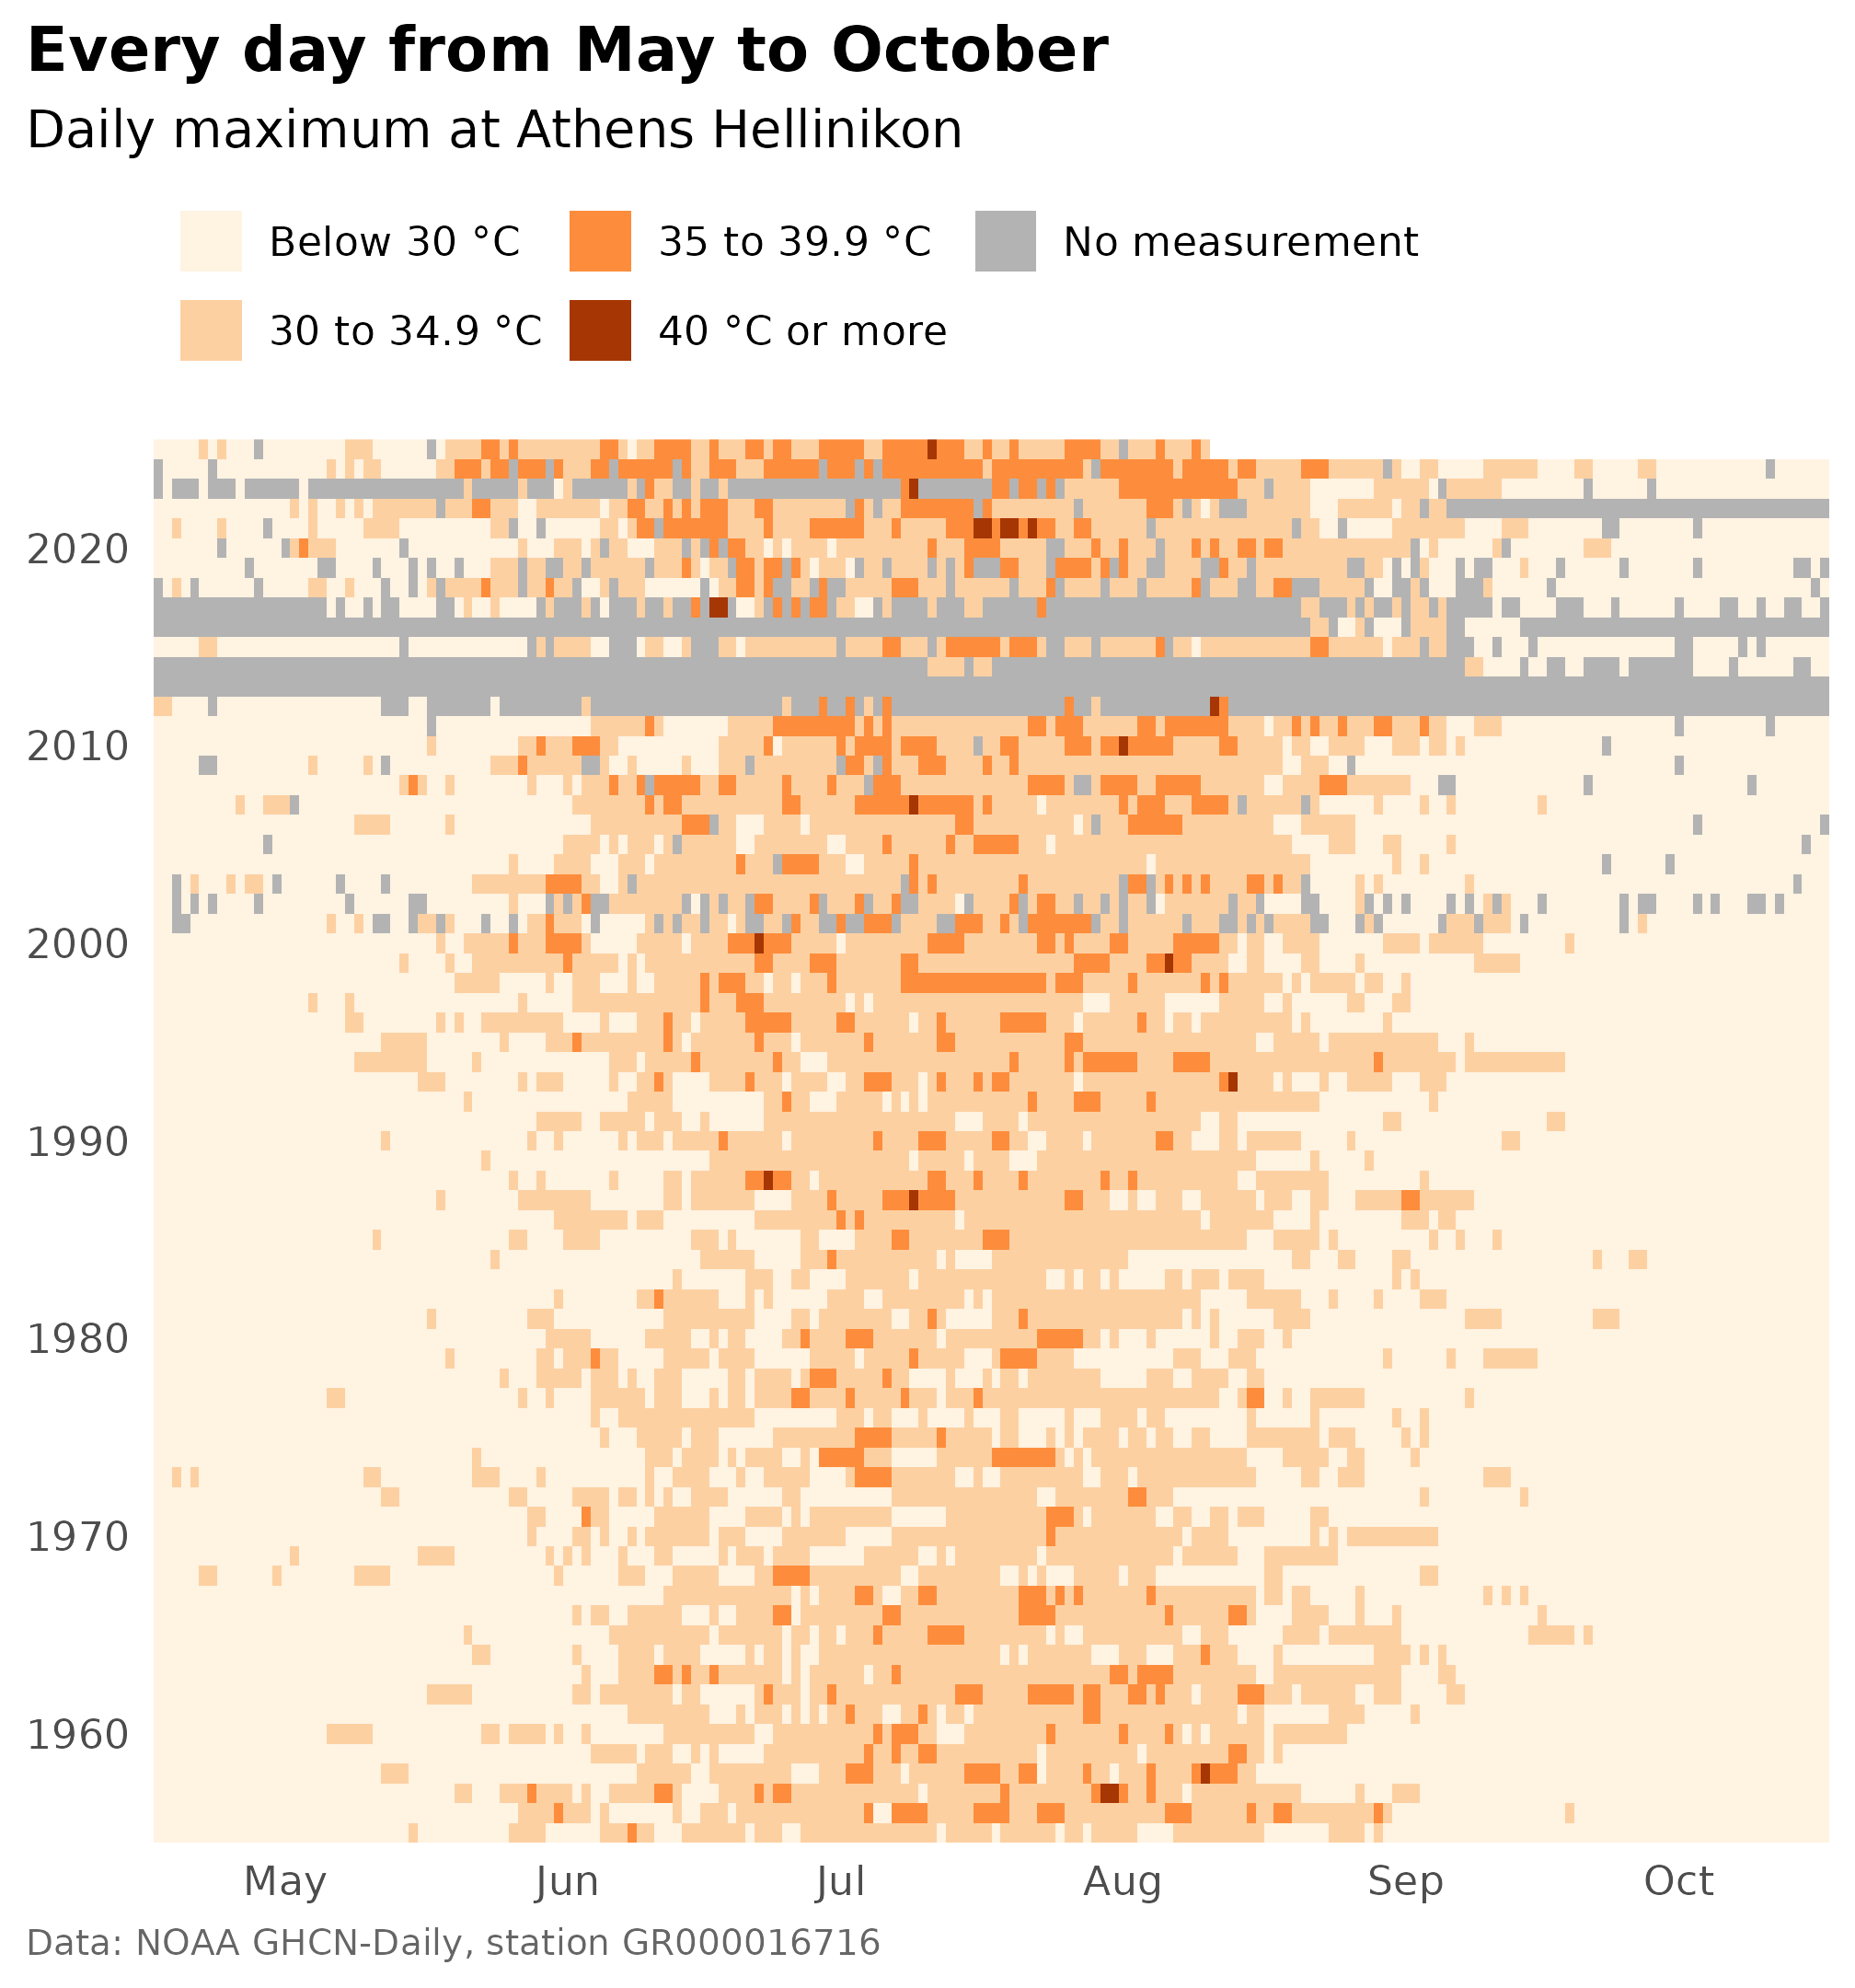 Every day from May to October
Daily maximum at Athens Hellinikon
Below 30 °C
35 to 39.9 °C
No measurement
30 to 34.9 °C
40 °C or more
2020
2010
2000
1990
1980
1970
1960
May Jun Jul Aug Sep Oct
Data: NOAA GHCN-Daily, station GR000016716